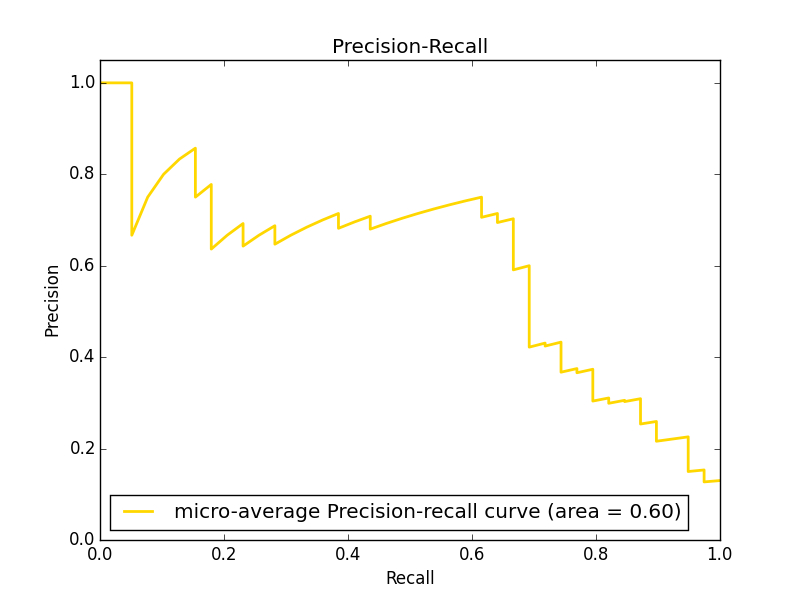 Precision-Recall
1.0
0.8
0.6
0.4
0.2
0.0
Precision
micro-average Precision-recall curve (area = 0.60)
0.0 0.2 0.4 0.6 0.8 1.0
Recall